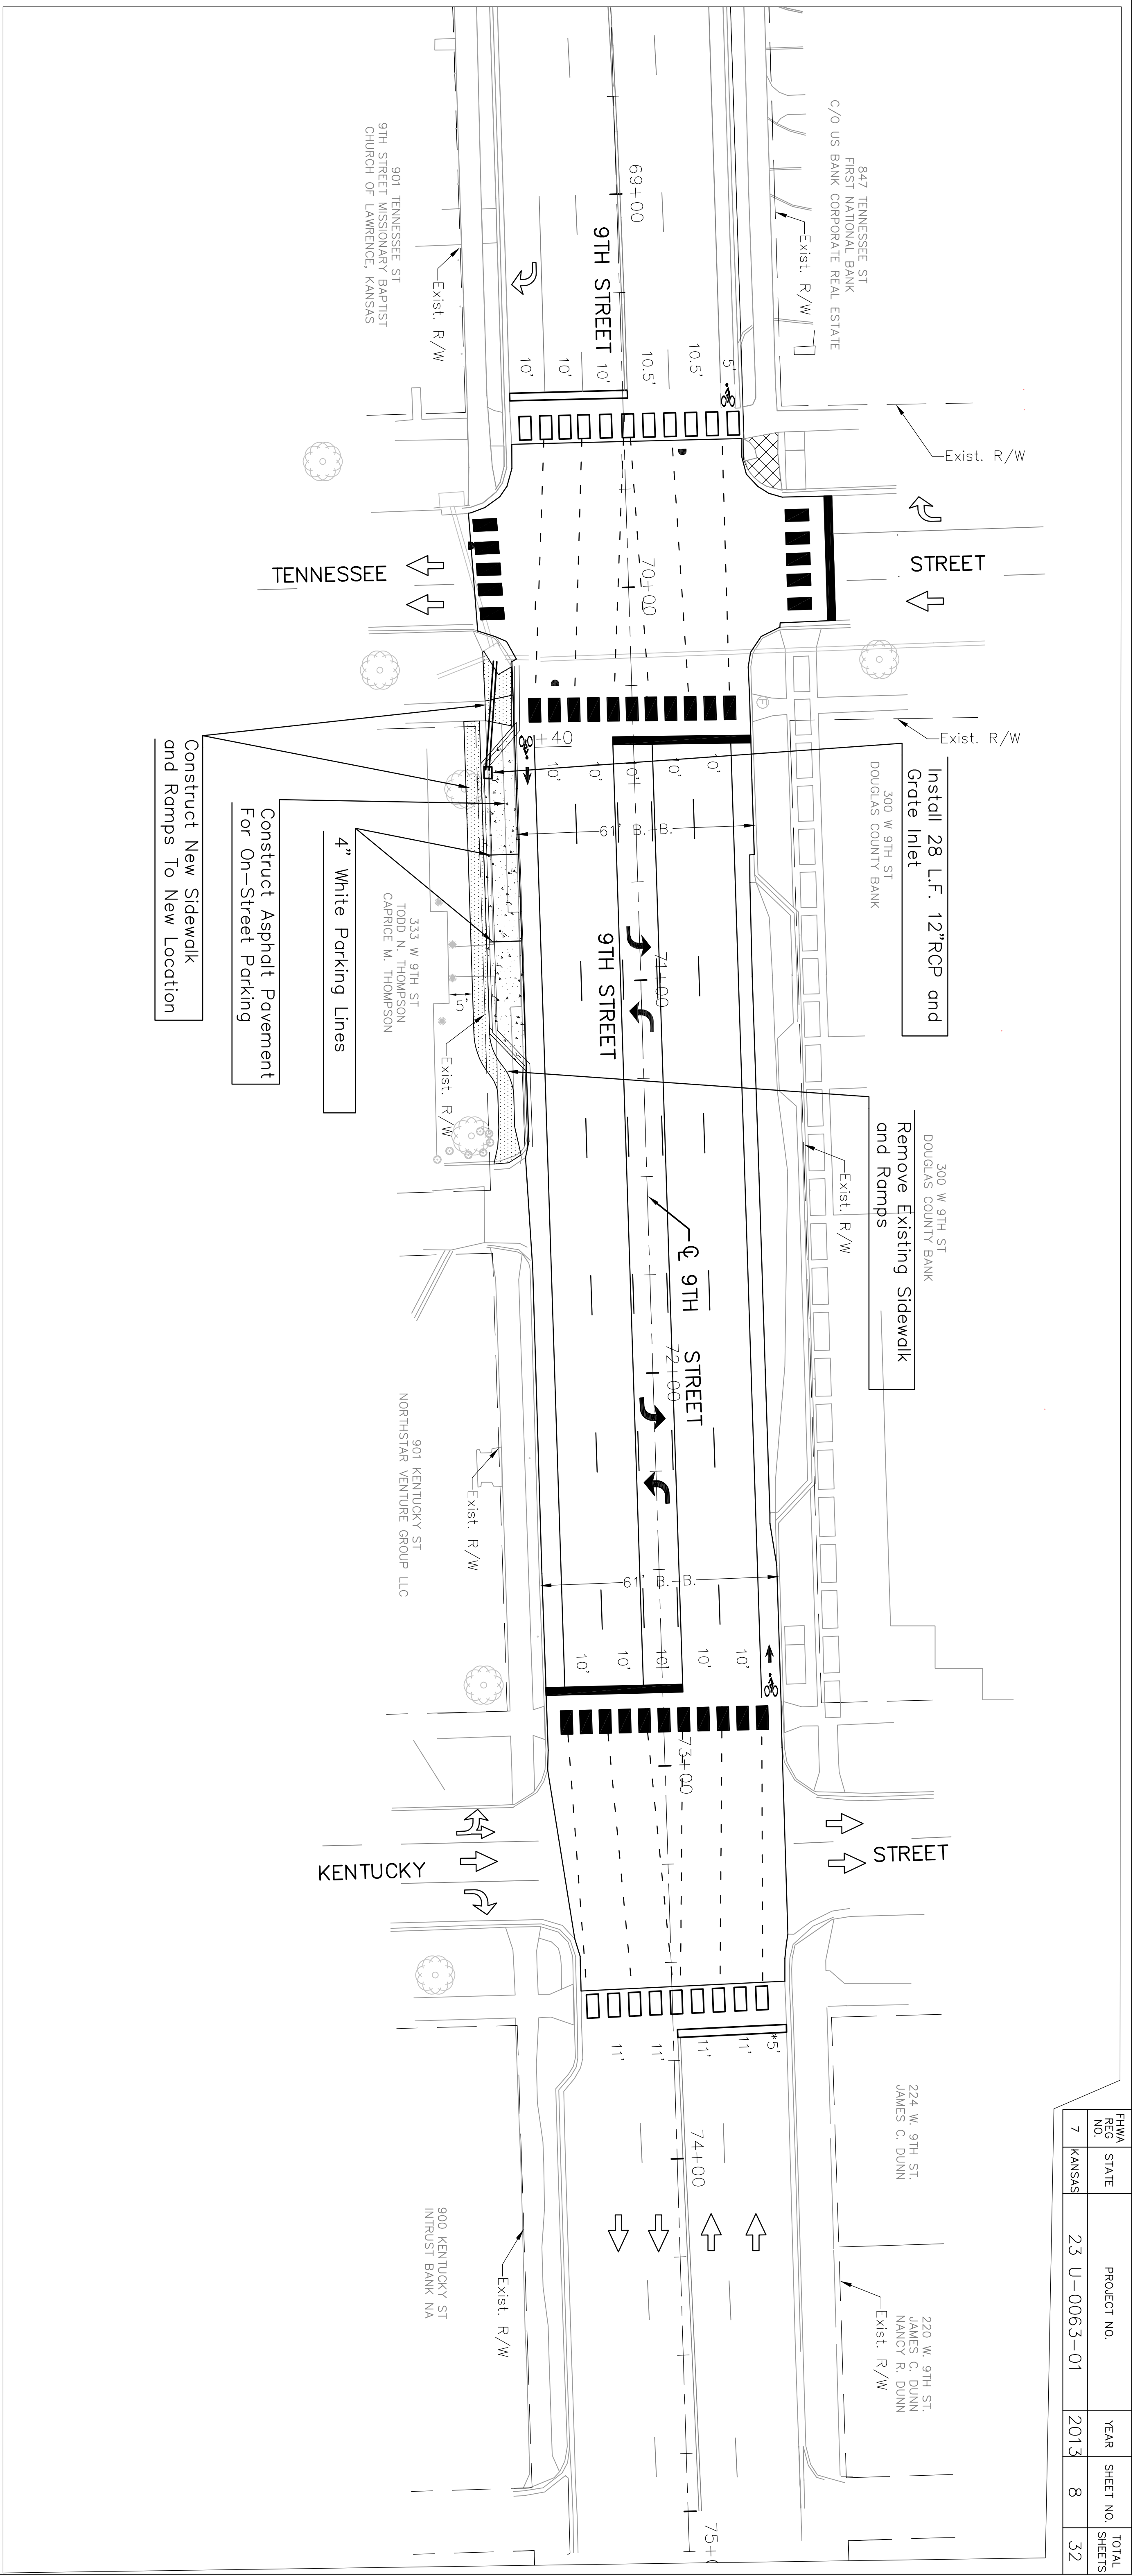 FHWA
REG
NO.
STATE
PROJECT NO.
YEAR
SHEET NO.
TOTAL
SHEETS
7
KANSAS
23 U-0063-01
2013
8
32
847 TENNESSEE ST
FIRST NATIONAL BANK
C/O US BANK CORPORATE REAL ESTATE
Exist. R/W
Exist. R/W
STREET
Exist. R/W
Install 28 L.F. 12"RCP and
Grate Inlet
300 W 9TH ST
DOUGLAS COUNTY BANK
300 W 9TH ST
DOUGLAS COUNTY BANK
Remove Existing Sidewalk
and Ramps
Exist. R/W
STREET
224 W. 9TH ST.
JAMES C. DUNN
220 W. 9TH ST.
JAMES C. DUNN
NANCY R. DUNN
Exist. R/W
69+00
9TH STREET
5'
10.5'
10.5'
10'
10'
10'
70+00
+40
10'
10'
10'
10'
10'
61' B.-B.
71+00
9TH STREET
℄ 9TH STREET
72+00
61' B.-B.
10'
10'
10'
10'
10'
73+00
*5'
11'
11'
11'
11'
74+00
75+0
901 TENNESSEE ST
9TH STREET MISSIONARY BAPTIST
CHURCH OF LAWRENCE, KANSAS
Exist. R/W
TENNESSEE
5'
Exist. R/W
333 W 9TH ST
TODD N. THOMPSON
CAPRICE M. THOMPSON
4" White Parking Lines
Construct Asphalt Pavement
For On-Street Parking
Construct New Sidewalk
and Ramps To New Location
Exist. R/W
901 KENTUCKY ST
NORTHSTAR VENTURE GROUP LLC
KENTUCKY
Exist. R/W
900 KENTUCKY ST
INTRUST BANK NA